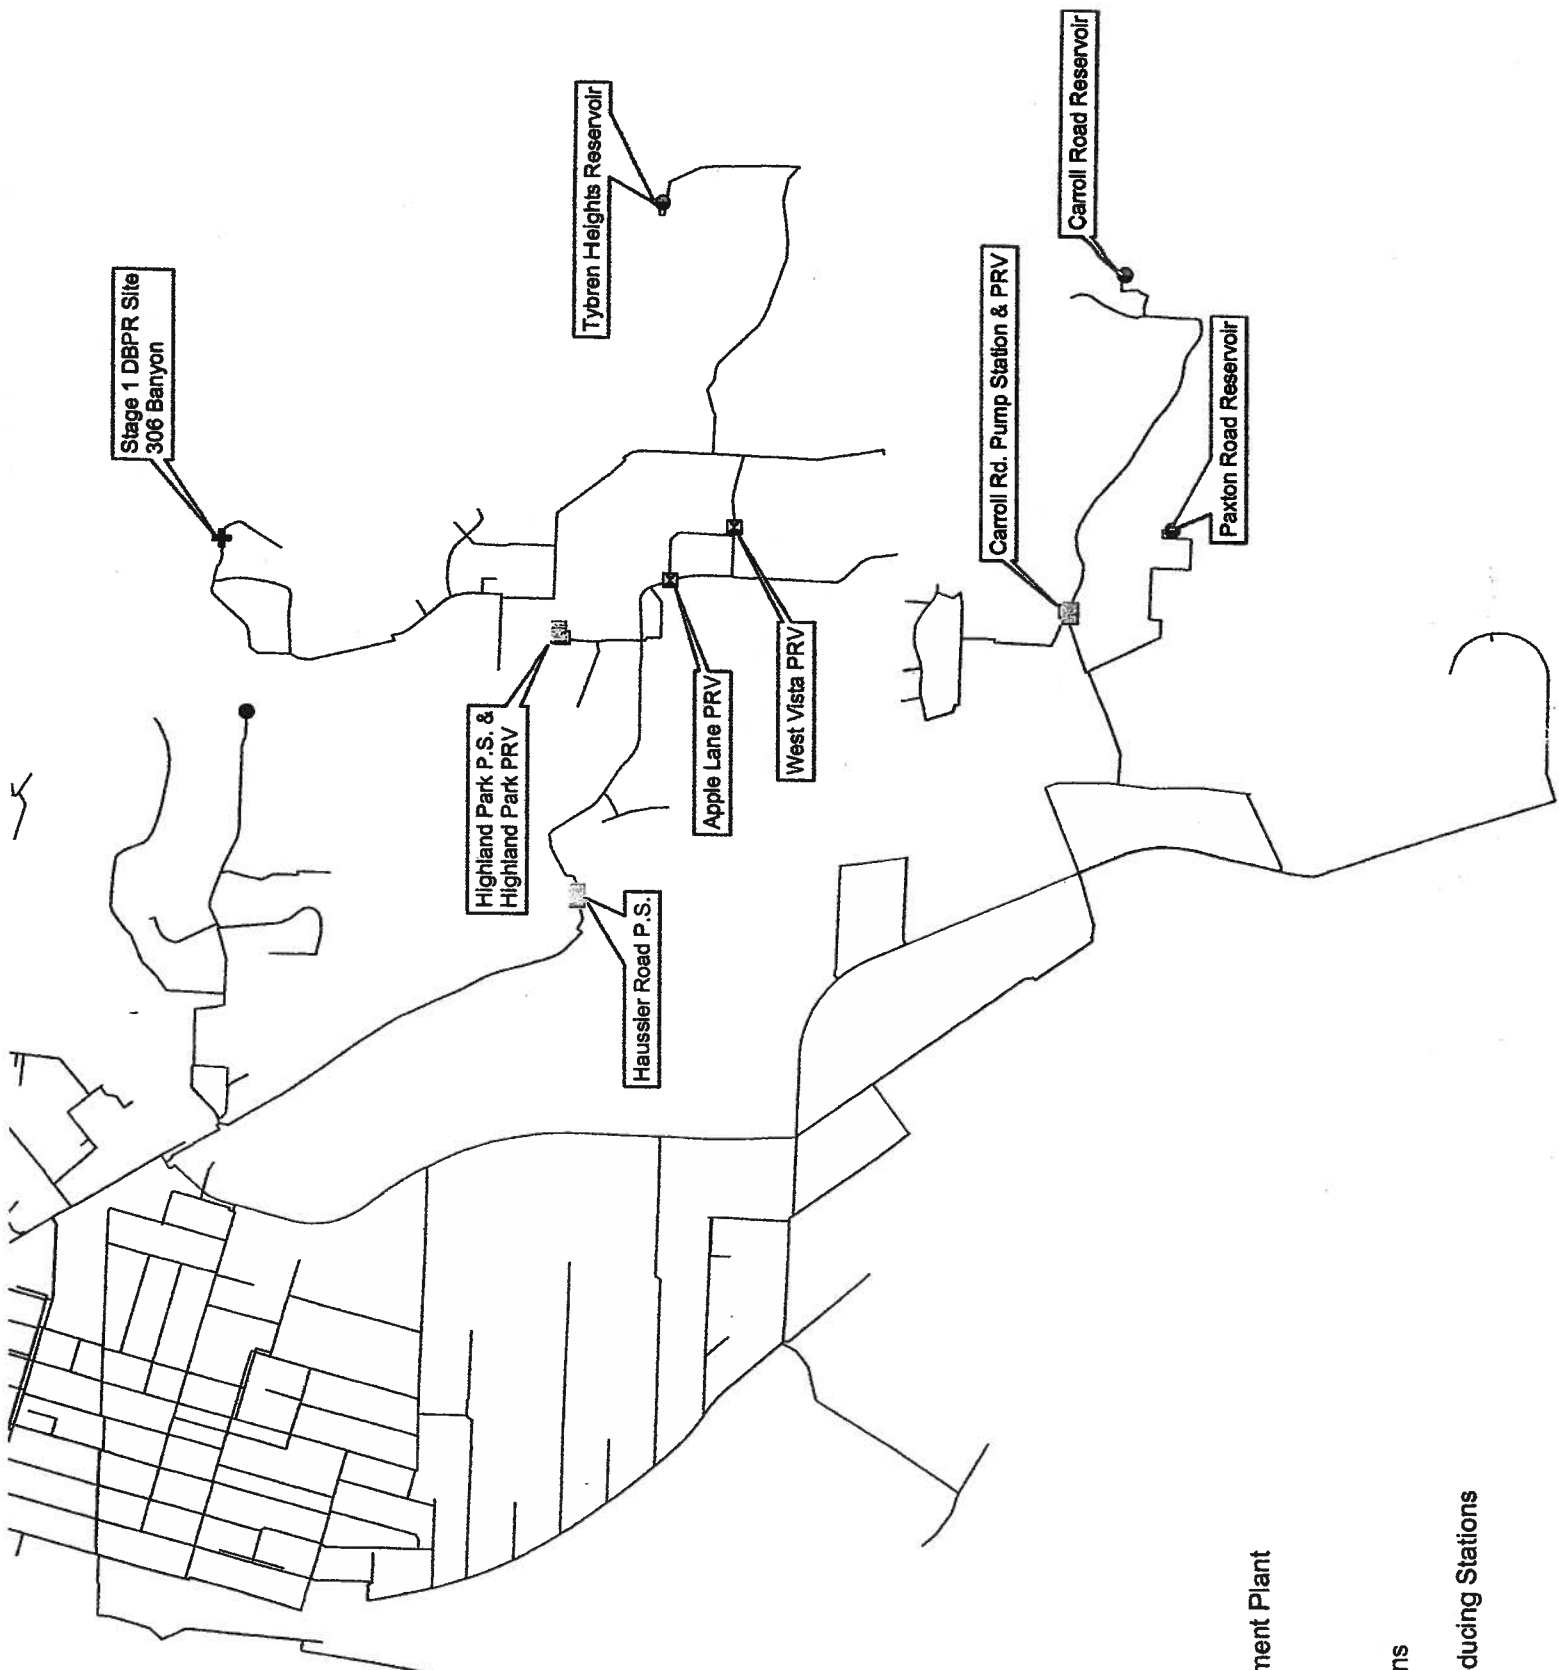 Stage 1 DBPR Site
306 Banyon
Tybren Heights Reservoir
Carroll Road Reservoir
Carroll Rd. Pump Station & PRV
Paxton Road Reservoir
Highland Park P.S. &
Highland Park PRV
Apple Lane PRV
West Vista PRV
Haussler Road P.S.
ment Plant
ns
ducing Stations